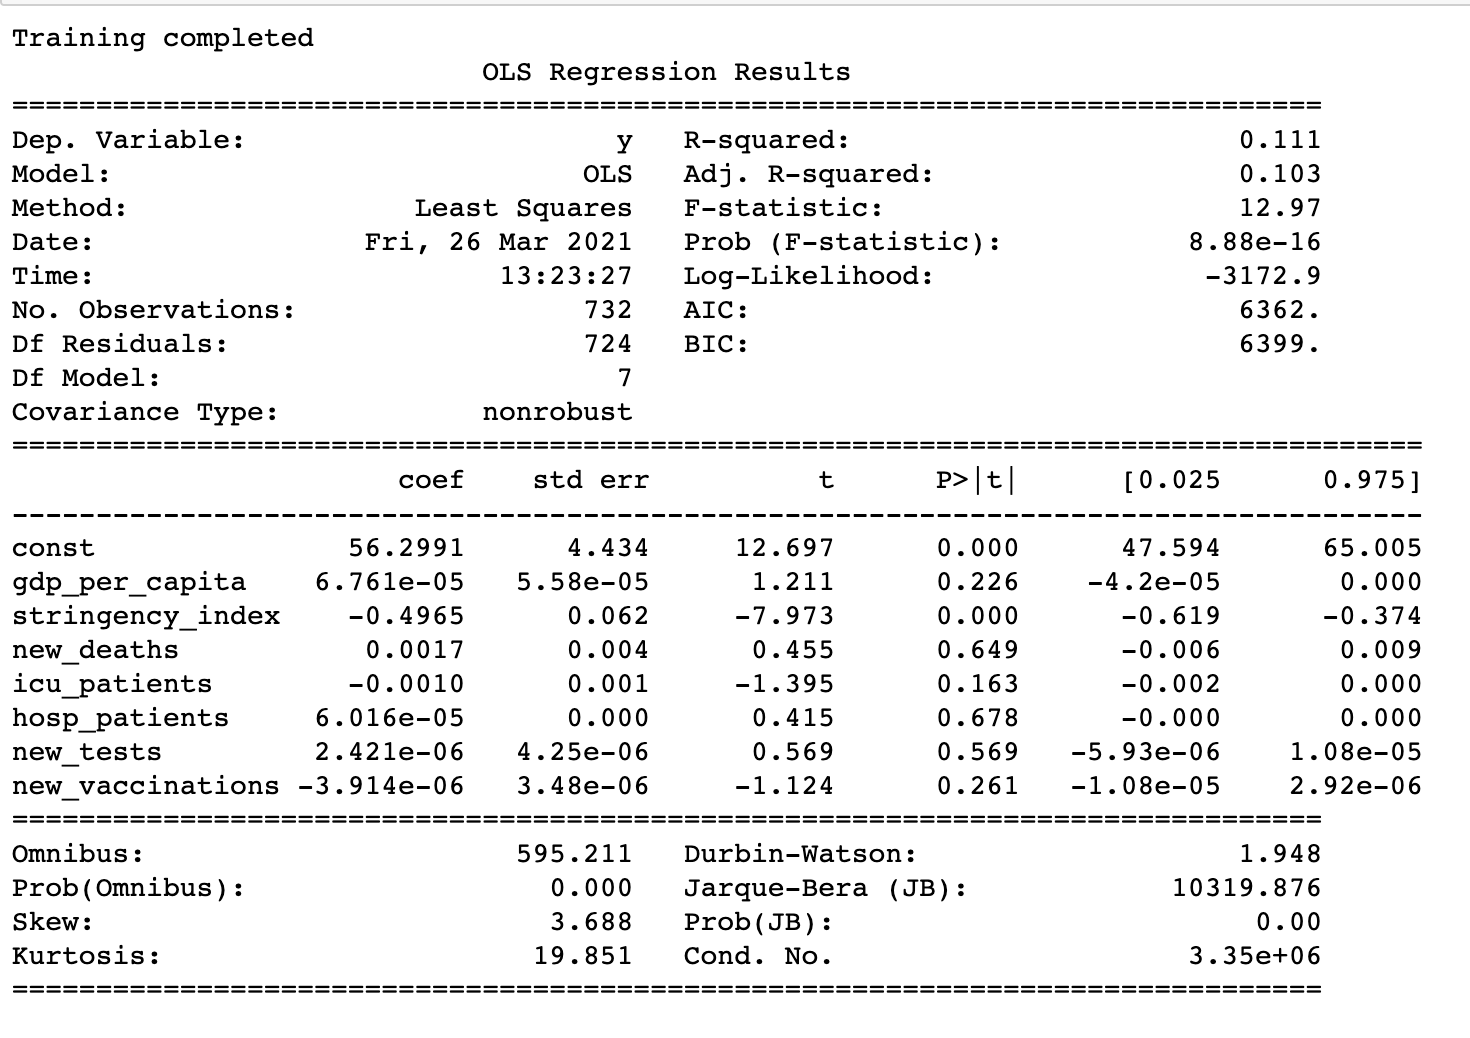 Training completed
                            OLS Regression Results
==============================================================================
Dep. Variable:                      y   R-squared:                       0.111
Model:                            OLS   Adj. R-squared:                  0.103
Method:                 Least Squares   F-statistic:                     12.97
Date:                Fri, 26 Mar 2021   Prob (F-statistic):           8.88e-16
Time:                        13:23:27   Log-Likelihood:                -3172.9
No. Observations:                 732   AIC:                             6362.
Df Residuals:                     724   BIC:                             6399.
Df Model:                           7
Covariance Type:            nonrobust
====================================================================================
                       coef    std err          t      P>|t|      [0.025      0.975]
------------------------------------------------------------------------------------
const               56.2991      4.434     12.697      0.000      47.594      65.005
gdp_per_capita    6.761e-05   5.58e-05      1.211      0.226    -4.2e-05       0.000
stringency_index    -0.4965      0.062     -7.973      0.000      -0.619      -0.374
new_deaths           0.0017      0.004      0.455      0.649      -0.006       0.009
icu_patients        -0.0010      0.001     -1.395      0.163      -0.002       0.000
hosp_patients     6.016e-05      0.000      0.415      0.678      -0.000       0.000
new_tests         2.421e-06   4.25e-06      0.569      0.569   -5.93e-06    1.08e-05
new_vaccinations -3.914e-06   3.48e-06     -1.124      0.261   -1.08e-05    2.92e-06
==============================================================================
Omnibus:                      595.211   Durbin-Watson:                   1.948
Prob(Omnibus):                  0.000   Jarque-Bera (JB):            10319.876
Skew:                           3.688   Prob(JB):                         0.00
Kurtosis:                      19.851   Cond. No.                     3.35e+06
==============================================================================